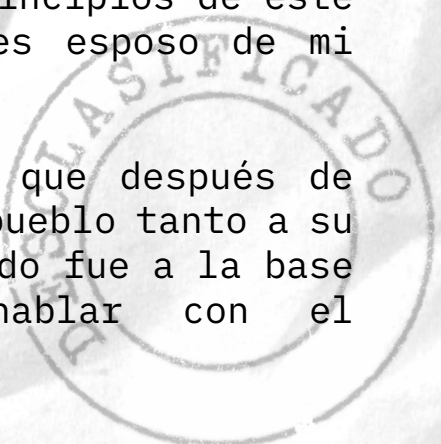 incipios de este
es esposo de mi
que después de
pueblo tanto a su
do fue a la base
hablar con el
DESCLASIFICADO